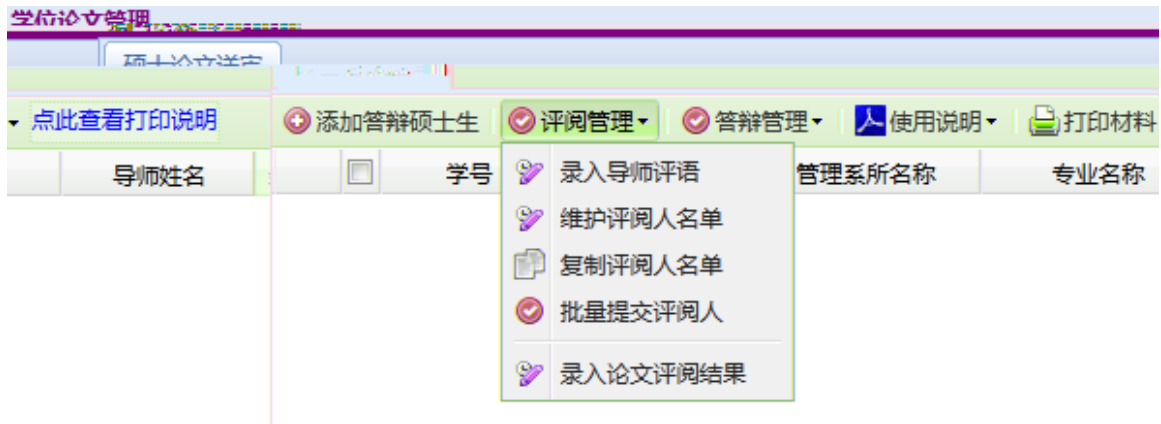 学位论文管理
硕士论文送审
点此查看打印说明 添加答辩硕士生 评阅管理 答辩管理 使用说明 打印材料
导师姓名 学号 管理系所名称 专业名称
录入导师评语
维护评阅人名单
复制评阅人名单
批量提交评阅人
录入论文评阅结果